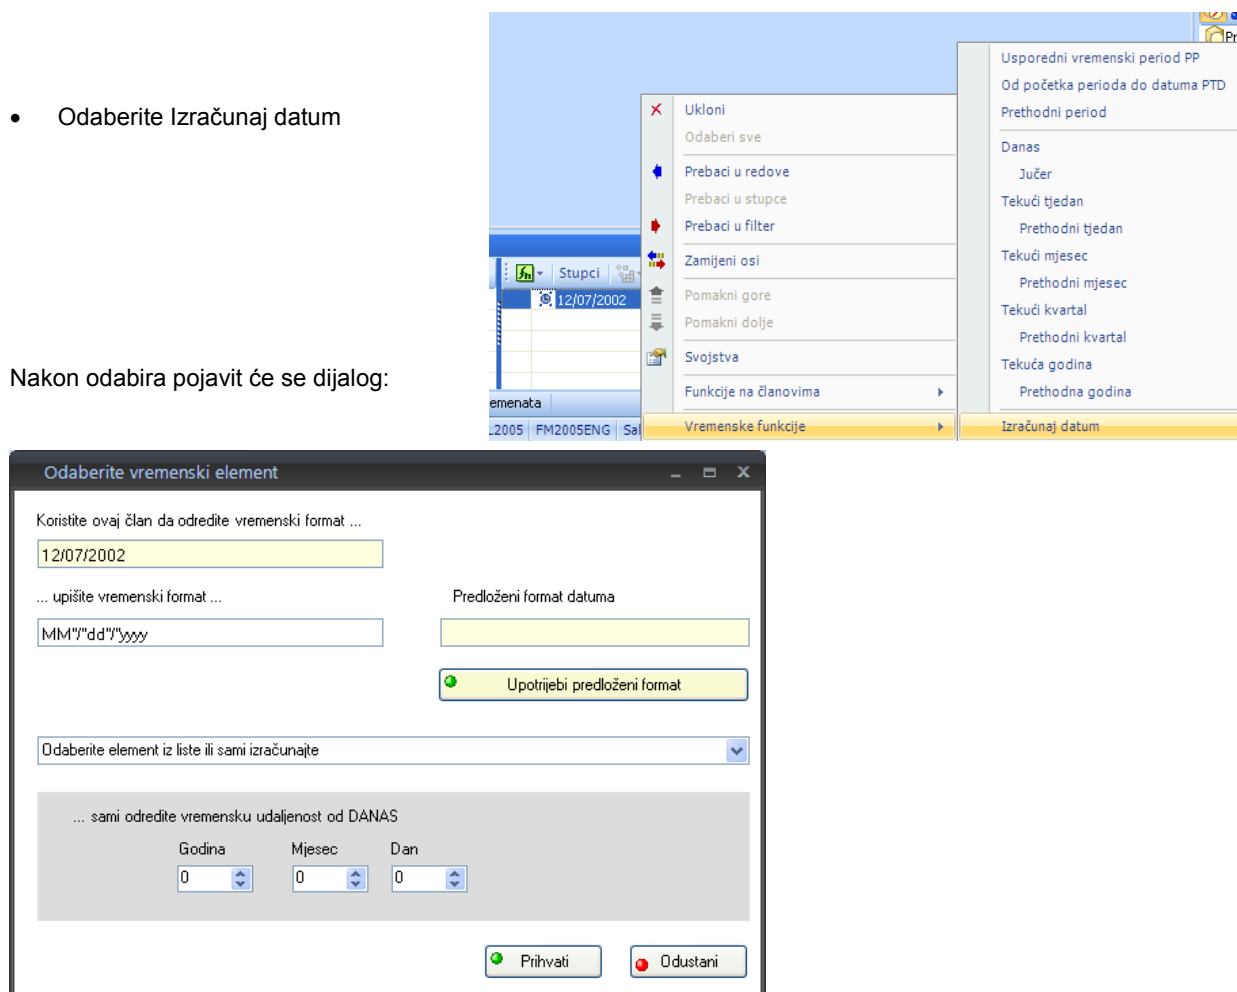 • Odaberite Izračunaj datum
Nakon odabira pojavit će se dijalog:
Ukloni
Odaberi sve
Prebaci u redove
Prebaci u stupce
Prebaci u filter
Zamijeni osi
Pomakni gore
Pomakni dolje
Svojstva
Funkcije na članovima
Vremenske funkcije
Usporedni vremenski period PP
Od početka perioda do datuma PTD
Prethodni period
Danas
Jučer
Tekući tjedan
Prethodni tjedan
Tekući mjesec
Prethodni mjesec
Tekući kvartal
Prethodni kvartal
Tekuća godina
Prethodna godina
Izračunaj datum
Stupci
12/07/2002
emenata
L2005 FM2005ENG Sal
Odaberite vremenski element
Koristite ovaj član da odredite vremenski format ...
12/07/2002
... upišite vremenski format ...
Predloženi format datuma
MM"/"dd"/"yyyy
Upotrijebi predloženi format
Odaberite element iz liste ili sami izračunajte
... sami odredite vremensku udaljenost od DANAS
Godina Mjesec Dan
0 0 0
Prihvati Odustani